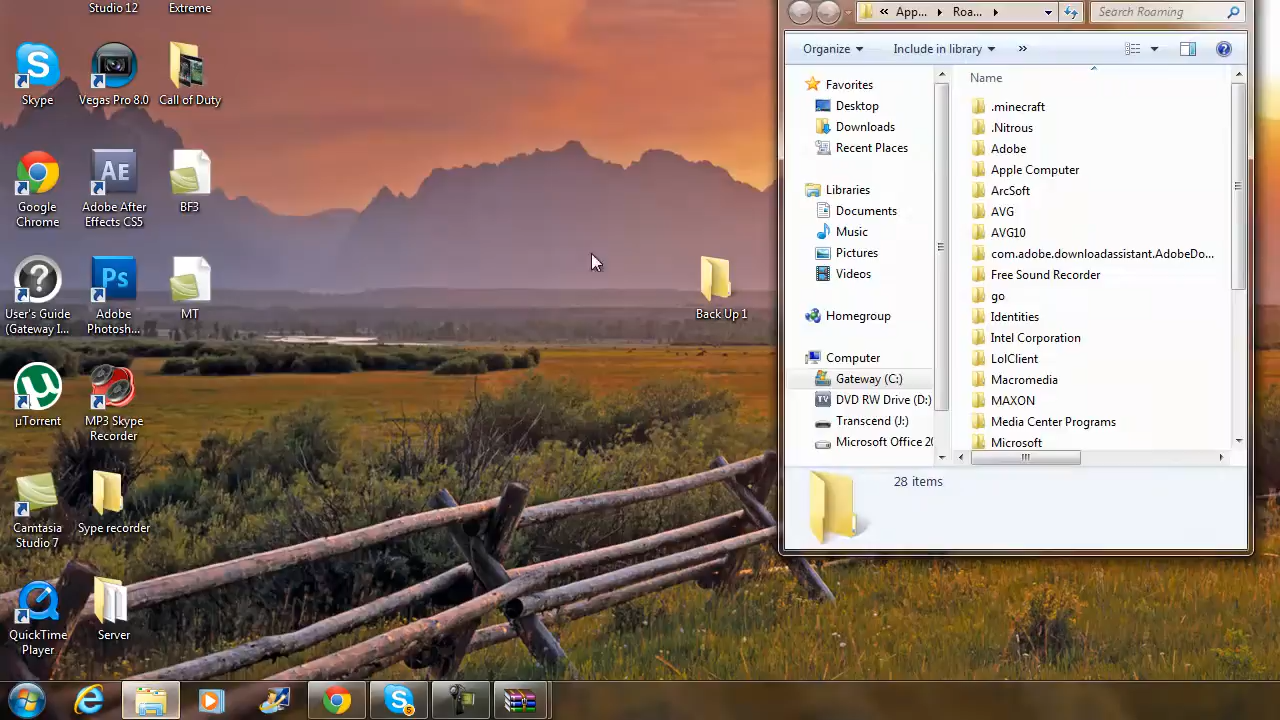 Studio 12
Extreme
Skype
Vegas Pro 8.0
Call of Duty
Google
Chrome
Adobe After
Effects CS5
BF3
User's Guide
(Gateway I...
Adobe
Photosh...
MT
Back Up 1
µTorrent
MP3 Skype
Recorder
Camtasia
Studio 7
Sype recorder
QuickTime
Player
Server
« App... Roa...
Search Roaming
Organize
Include in library
»
Favorites
Desktop
Downloads
Recent Places
Libraries
Documents
Music
Pictures
Videos
Homegroup
Computer
Gateway (C:)
DVD RW Drive (D:)
Transcend (J:)
Microsoft Office 20
Name
.minecraft
.Nitrous
Adobe
Apple Computer
ArcSoft
AVG
AVG10
com.adobe.downloadassistant.AdobeDo...
Free Sound Recorder
go
Identities
Intel Corporation
LolClient
Macromedia
MAXON
Media Center Programs
Microsoft
28 items